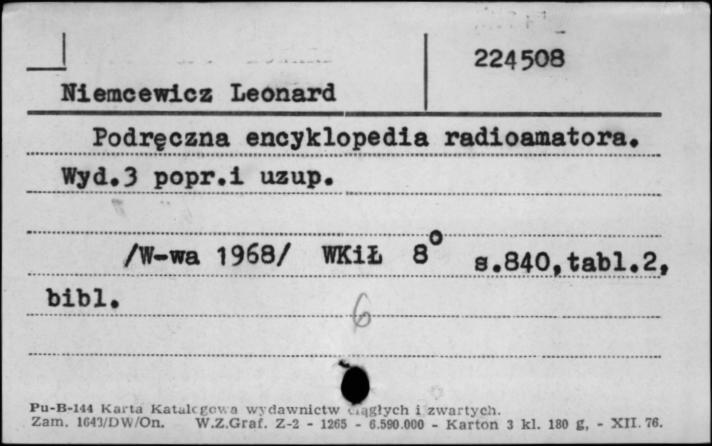 224508
Niemcewicz Leonard
Podręczna encyklopedia radioamatora.
Wyd.3 popr.i uzup.
/W-wa 1968/ WKiŁ 8° s.840,tabl.2,
bibl.
6
Pu-B-144 Karta Katalogowa wydawnictw ciągłych i zwartych.
Zam. 1643/DW/On. W.Z.Graf. Z-2 - 1265 - 6.590.000 - Karton 3 kl. 180 g, - XII. 76.